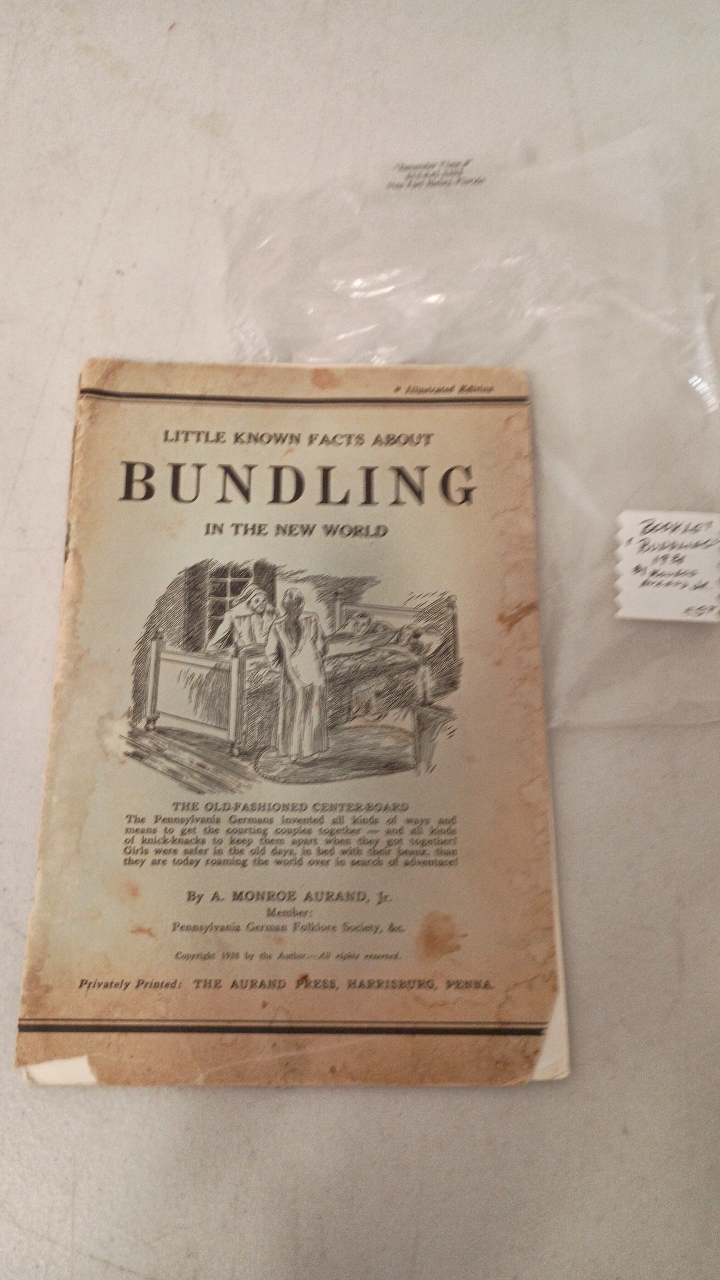 Illustrated Edition
LITTLE KNOWN FACTS ABOUT
BUNDLING
IN THE NEW WORLD
THE OLD-FASHIONED CENTER-BOARD
The Pennsylvania Germans invented all kinds of ways and
means to get the courting couples together — and all kinds
of knick-knacks to keep them apart when they got together!
Girls were safer in the old days, in bed with their beaux, than
they are today roaming the world over in search of adventure!
By A. MONROE AURAND, Jr.
Member:
Pennsylvania German Folklore Society, &c.
Copyright 1938 by the Author.—All rights reserved.
Privately Printed: THE AURAND PRESS, HARRISBURG, PENNA.
BOOKLET
BUNDLING